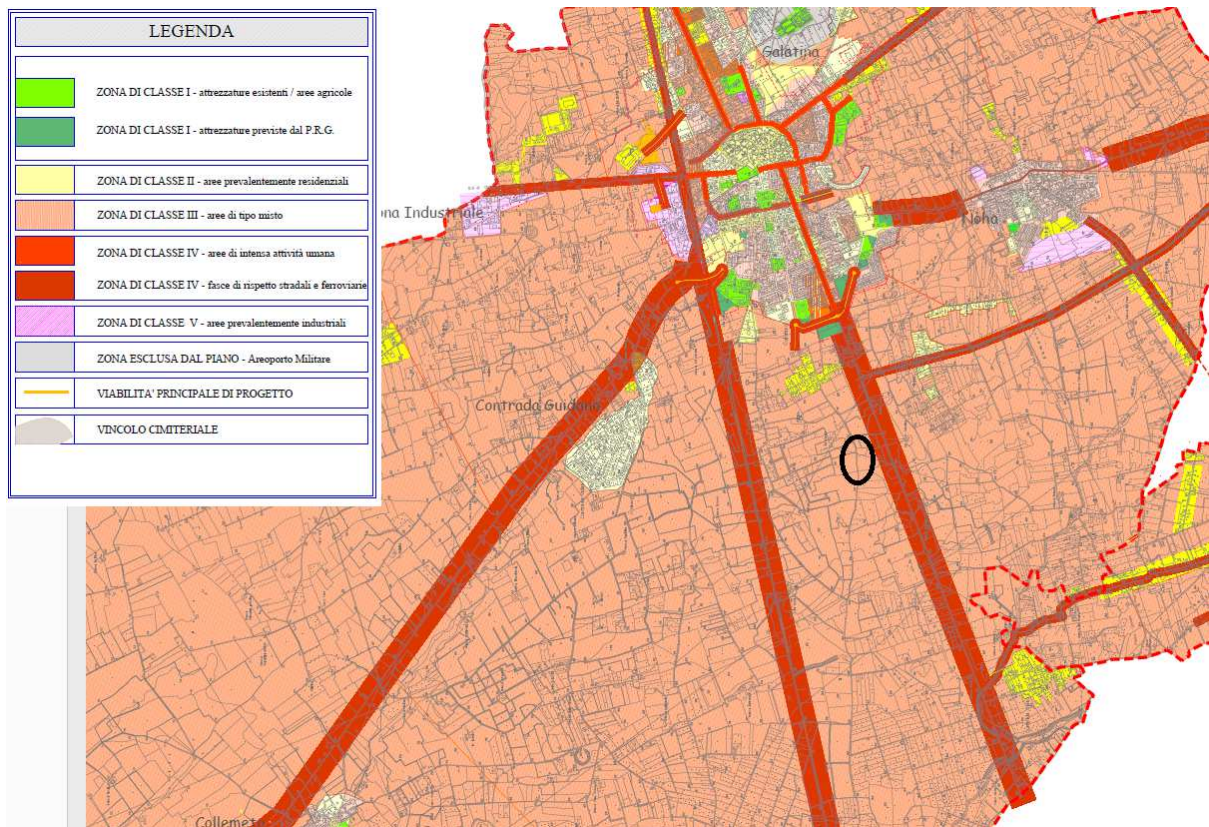 LEGENDA
ZONA DI CLASSE I - attrezzature esistenti / aree agricole
ZONA DI CLASSE I - attrezzature previste dal P.R.G.
ZONA DI CLASSE II - aree prevalentemente residenziali
ZONA DI CLASSE III - aree di tipo misto
ZONA DI CLASSE IV - aree di intensa attività umana
ZONA DI CLASSE IV - fasce di rispetto stradali e ferroviarie
ZONA DI CLASSE V - aree prevalentemente industriali
ZONA ESCLUSA DAL PIANO - Areoporto Militare
VIABILITA' PRINCIPALE DI PROGETTO
VINCOLO CIMITERIALE
Galatina
na Industriale
Noha
Contrada Guidano
Collemeto